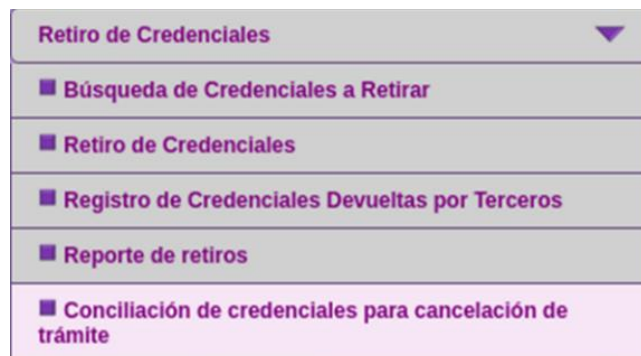 Retiro de Credenciales
Búsqueda de Credenciales a Retirar
Retiro de Credenciales
Registro de Credenciales Devueltas por Terceros
Reporte de retiros
Conciliación de credenciales para cancelación de
trámite